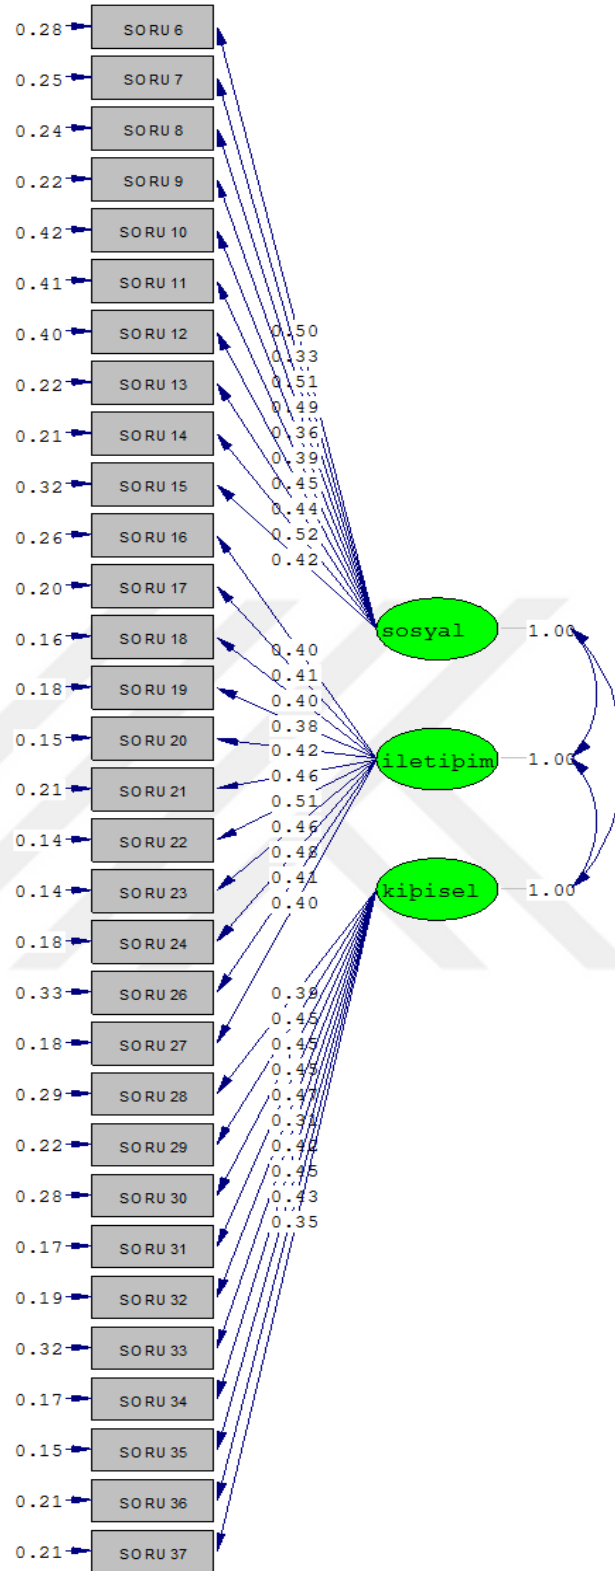 0.28 SORU 6
0.25 SORU 7
0.24 SORU 8
0.22 SORU 9
0.42 SORU 10
0.41 SORU 11
0.40 SORU 12
0.22 SORU 13
0.21 SORU 14
0.32 SORU 15
0.26 SORU 16
0.20 SORU 17
0.16 SORU 18
0.18 SORU 19
0.15 SORU 20
0.21 SORU 21
0.14 SORU 22
0.14 SORU 23
0.18 SORU 24
0.33 SORU 26
0.18 SORU 27
0.29 SORU 28
0.22 SORU 29
0.28 SORU 30
0.17 SORU 31
0.19 SORU 32
0.32 SORU 33
0.17 SORU 34
0.15 SORU 35
0.21 SORU 36
0.21 SORU 37
0.50
0.33
0.51
0.49
0.36
0.39
0.45
0.44
0.52
0.42
0.40
0.41
0.40
0.38
0.42
0.46
0.51
0.46
0.48
0.41
0.40
0.39
0.45
0.45
0.45
0.47
0.31
0.42
0.45
0.43
0.35
sosyal 1.00
iletiþim 1.00
kiþisel 1.00